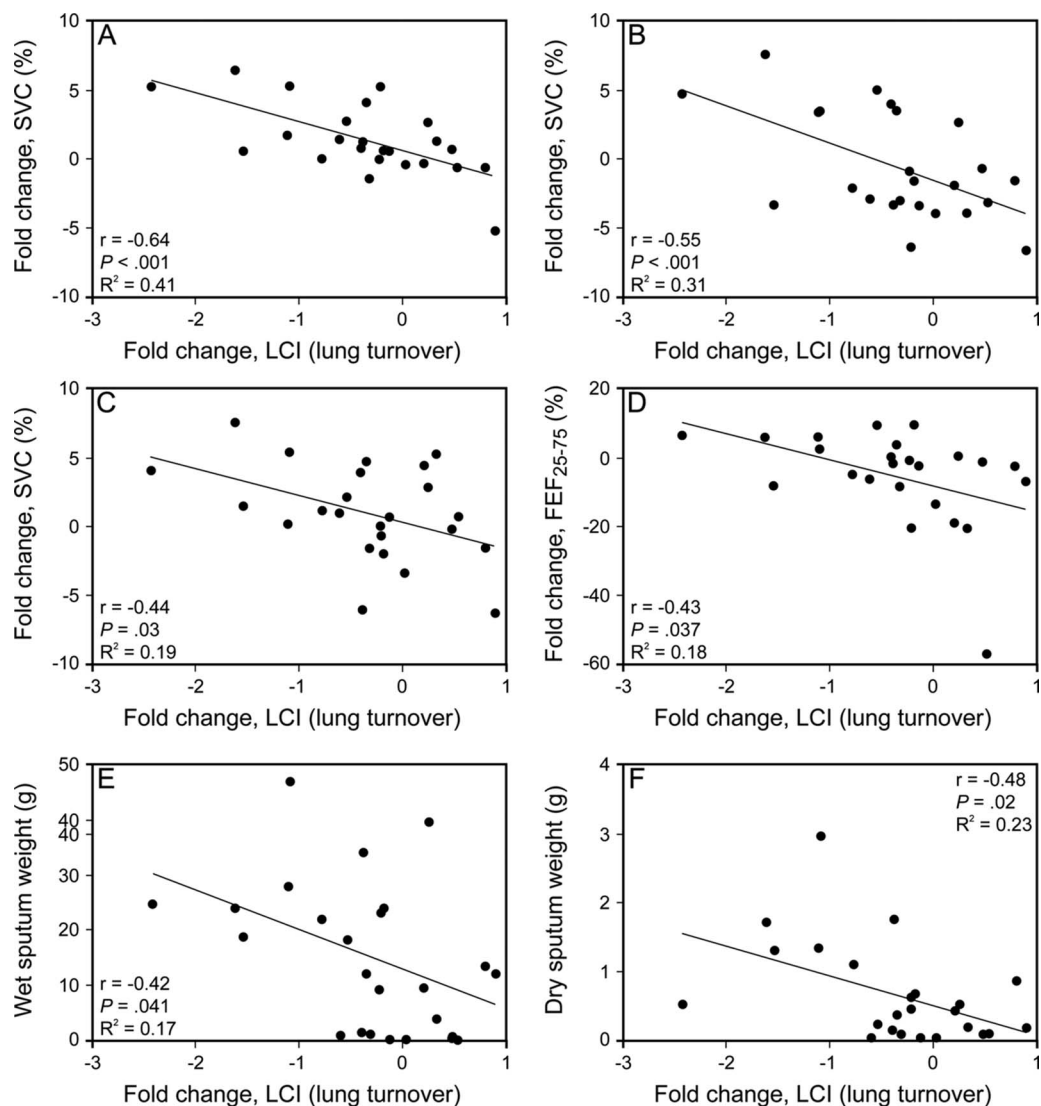 A
10
5
0
-5
-10
Fold change, SVC (%)
r = -0.64
P < .001
R² = 0.41
-3 -2 -1 0 1
Fold change, LCI (lung turnover)
B
10
5
0
-5
-10
Fold change, SVC (%)
r = -0.55
P < .001
R² = 0.31
-3 -2 -1 0 1
Fold change, LCI (lung turnover)
C
10
5
0
-5
-10
Fold change, SVC (%)
r = -0.44
P = .03
R² = 0.19
-3 -2 -1 0 1
Fold change, LCI (lung turnover)
D
20
10
0
-20
-40
-60
Fold change, FEF₂₅₋₇₅ (%)
r = -0.43
P = .037
R² = 0.18
-3 -2 -1 0 1
Fold change, LCI (lung turnover)
E
50
40
40
30
20
10
0
Wet sputum weight (g)
r = -0.42
P = .041
R² = 0.17
-3 -2 -1 0 1
Fold change, LCI (lung turnover)
F
4
3
2
1
0
Dry sputum weight (g)
r = -0.48
P = .02
R² = 0.23
-3 -2 -1 0 1
Fold change, LCI (lung turnover)